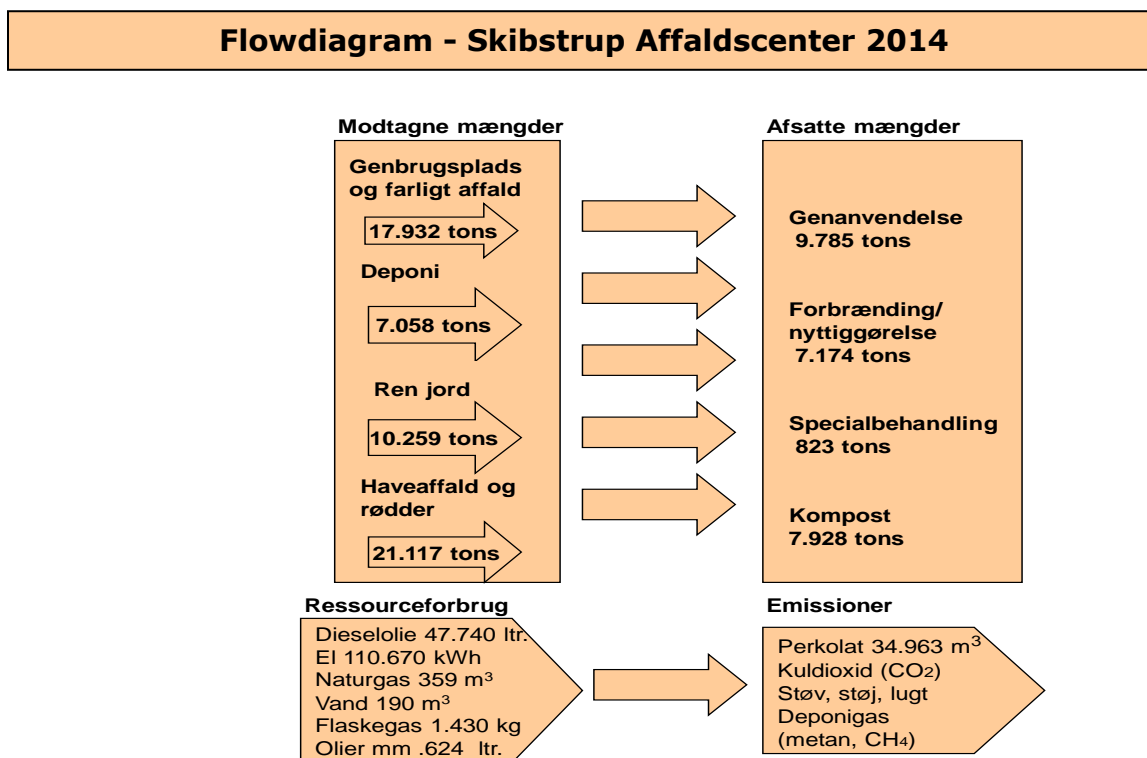 Flowdiagram - Skibstrup Affaldscenter 2014
Modtagne mængder
Genbrugsplads
og farligt affald
17.932 tons
Deponi
7.058 tons
Ren jord
10.259 tons
Haveaffald og
rødder
21.117 tons
Afsatte mængder
Genanvendelse
9.785 tons
Forbrænding/
nyttiggørelse
7.174 tons
Specialbehandling
823 tons
Kompost
7.928 tons
Ressourceforbrug
Dieselolie 47.740 ltr.
El 110.670 kWh
Naturgas 359 m³
Vand 190 m³
Flaskegas 1.430 kg
Olier mm .624 ltr.
Emissioner
Perkolat 34.963 m³
Kuldioxid (CO₂)
Støv, støj, lugt
Deponigas
(metan, CH₄)